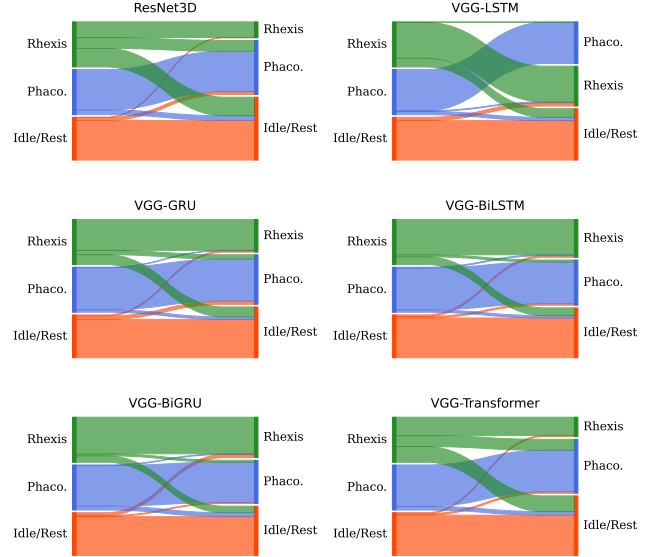 ResNet3D
Rhexis
Phaco.
Idle/Rest
Rhexis
Phaco.
Idle/Rest
VGG-LSTM
Rhexis
Phaco.
Idle/Rest
Phaco.
Rhexis
Idle/Rest
VGG-GRU
Rhexis
Phaco.
Idle/Rest
Rhexis
Phaco.
Idle/Rest
VGG-BiLSTM
Rhexis
Phaco.
Idle/Rest
Rhexis
Phaco.
Idle/Rest
VGG-BiGRU
Rhexis
Phaco.
Idle/Rest
Rhexis
Phaco.
Idle/Rest
VGG-Transformer
Rhexis
Phaco.
Idle/Rest
Rhexis
Phaco.
Idle/Rest